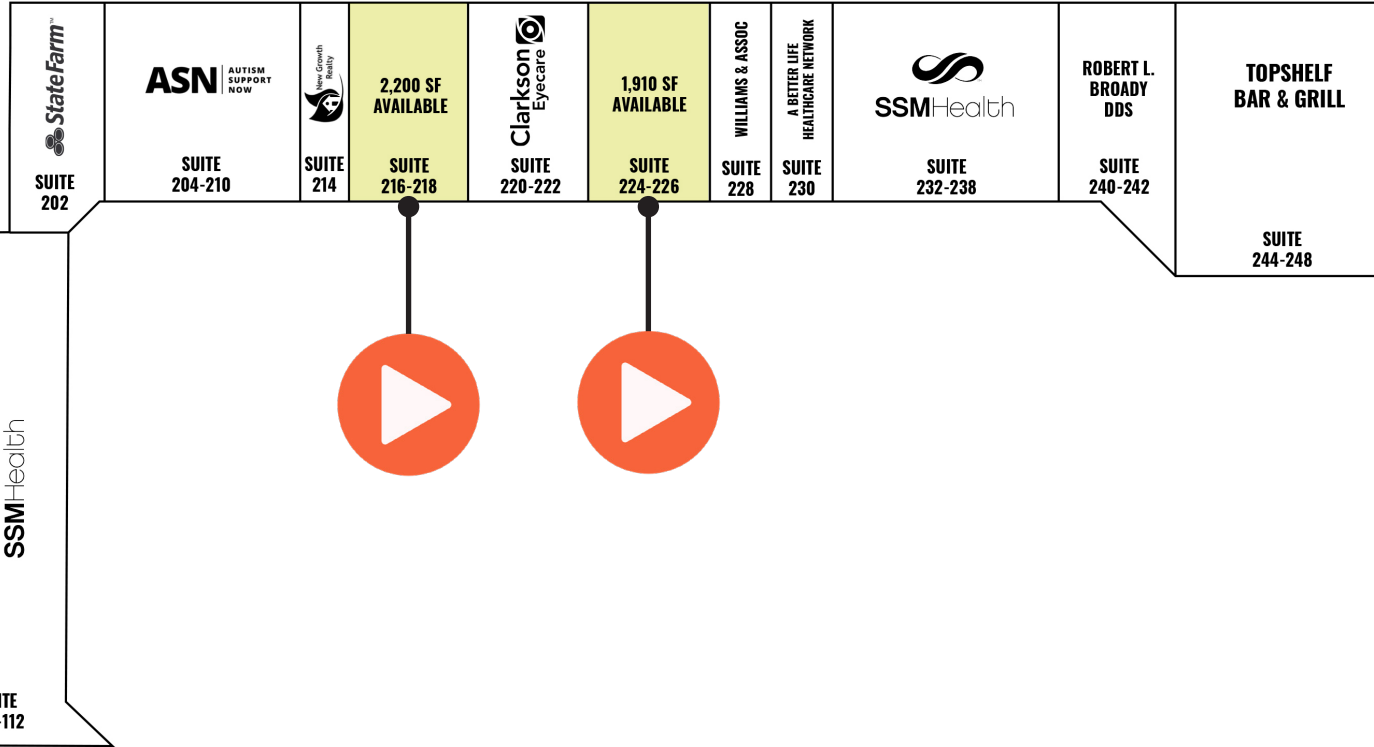 StateFarm™
SUITE
202
ASN
AUTISM
SUPPORT
NOW
SUITE
204-210
New Growth
Realty
SUITE
214
2,200 SF
AVAILABLE
SUITE
216-218
Clarkson
Eyecare
SUITE
220-222
1,910 SF
AVAILABLE
SUITE
224-226
WILLIAMS & ASSOC
SUITE
228
A BETTER LIFE
HEALTHCARE NETWORK
SUITE
230
SSMHealth
SUITE
232-238
ROBERT L.
BROADY
DDS
SUITE
240-242
TOPSHELF
BAR & GRILL
SUITE
244-248
SSMHealth
ITE
-112